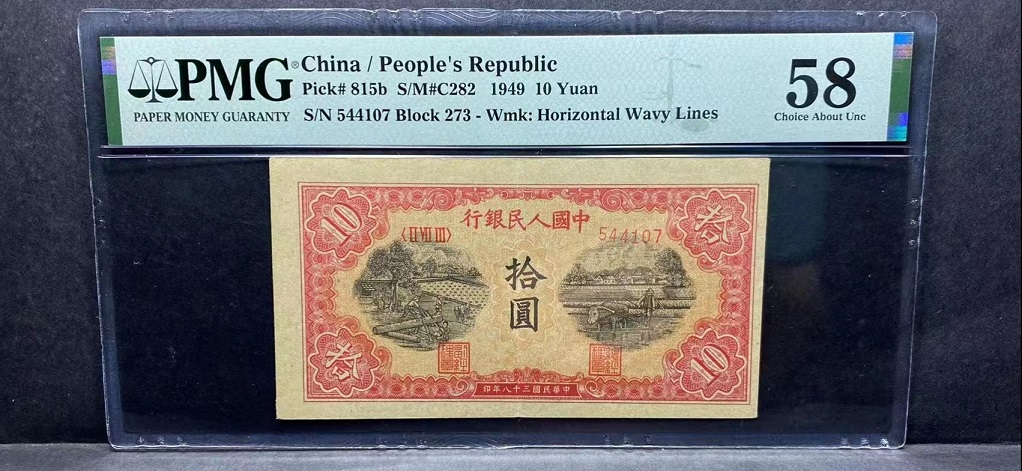 PMG®
PAPER MONEY GUARANTY
China / People's Republic
Pick# 815b S/M#C282 1949 10 Yuan
S/N 544107 Block 273 - Wmk: Horizontal Wavy Lines
58
Choice About Unc
行銀民人國中
〈II VII III〉
544107
10
叁
拾
圓
拾
10
印年八十三國民華中